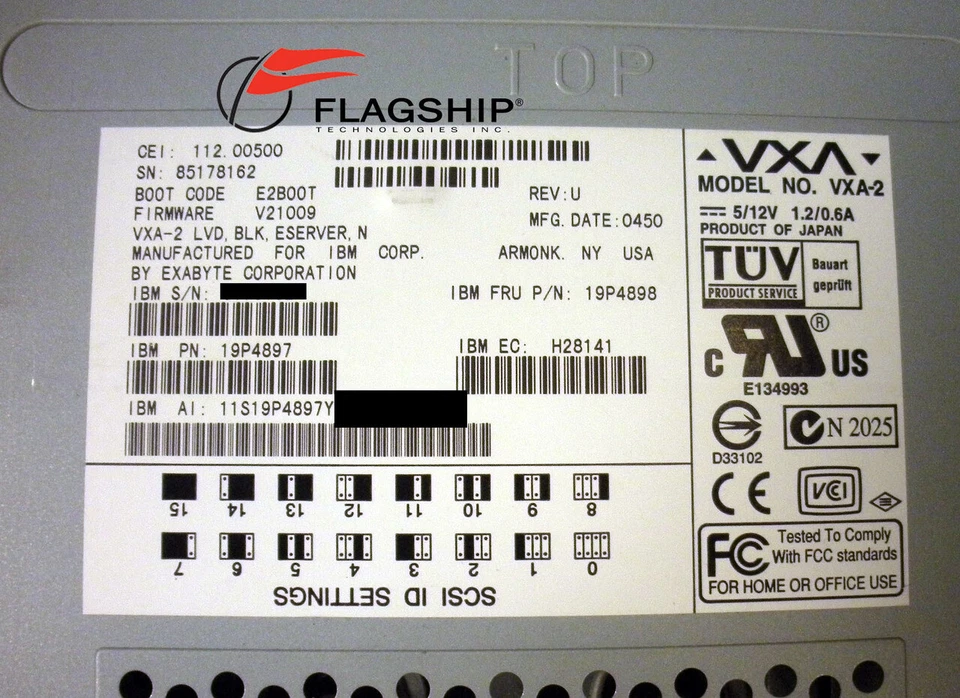 TOP
FLAGSHIP®
TECHNOLOGIES INC.
CEI: 112.00500
SN: 85178162
BOOT CODE E2BOOT
REV:U
FIRMWARE V21009
MFG.DATE:0450
VXA-2 LVD, BLK, ESERVER, N
MANUFACTURED FOR IBM CORP. ARMONK. NY USA
BY EXABYTE CORPORATION
IBM S/N:
IBM FRU P/N: 19P4898
IBM PN: 19P4897
IBM EC: H28141
IBM AI: 11S19P4897Y
15 14 13 12 11 10 9 8
7 6 5 4 3 2 1 0
SCSI ID SETTINGS
VXA
MODEL NO. VXA-2
5/12V 1.2/0.6A
PRODUCT OF JAPAN
TÜV
PRODUCT SERVICE
Bauart
geprüft
C RU® US
E134993
D33102
N 2025
CE
VCI
FC
Tested To Comply
With FCC standards
FOR HOME OR OFFICE USE